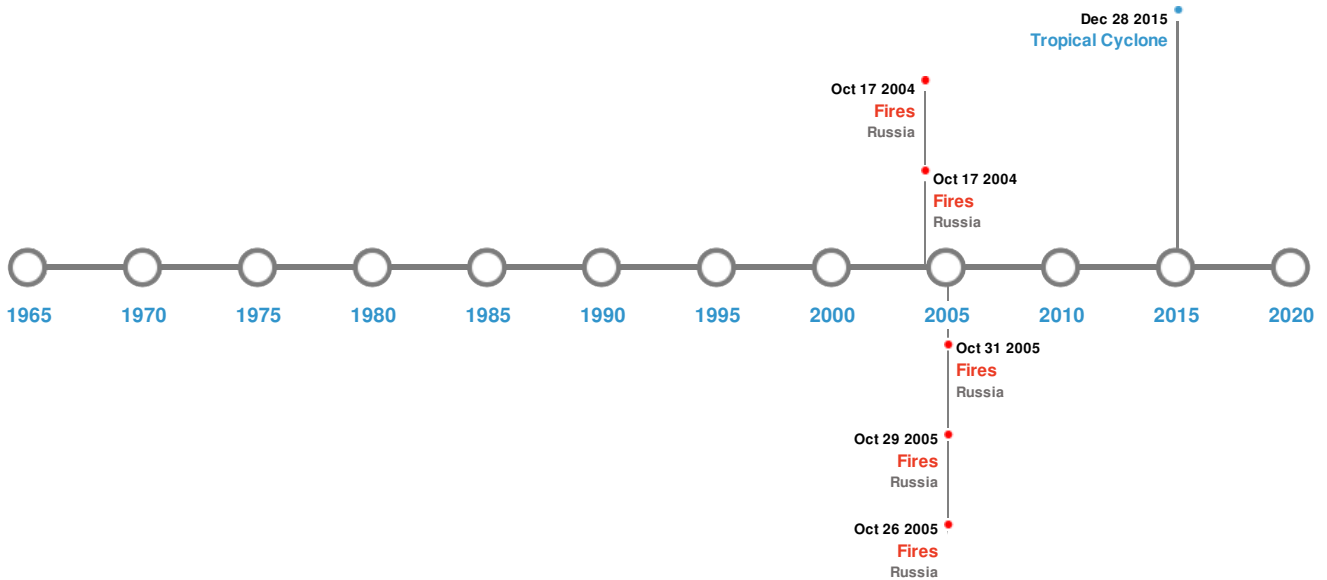 Dec 28 2015
Tropical Cyclone
Oct 17 2004
Fires
Russia
Oct 17 2004
Fires
Russia
1965 1970 1975 1980 1985 1990 1995 2000 2005 2010 2015 2020
Oct 31 2005
Fires
Russia
Oct 29 2005
Fires
Russia
Oct 26 2005
Fires
Russia